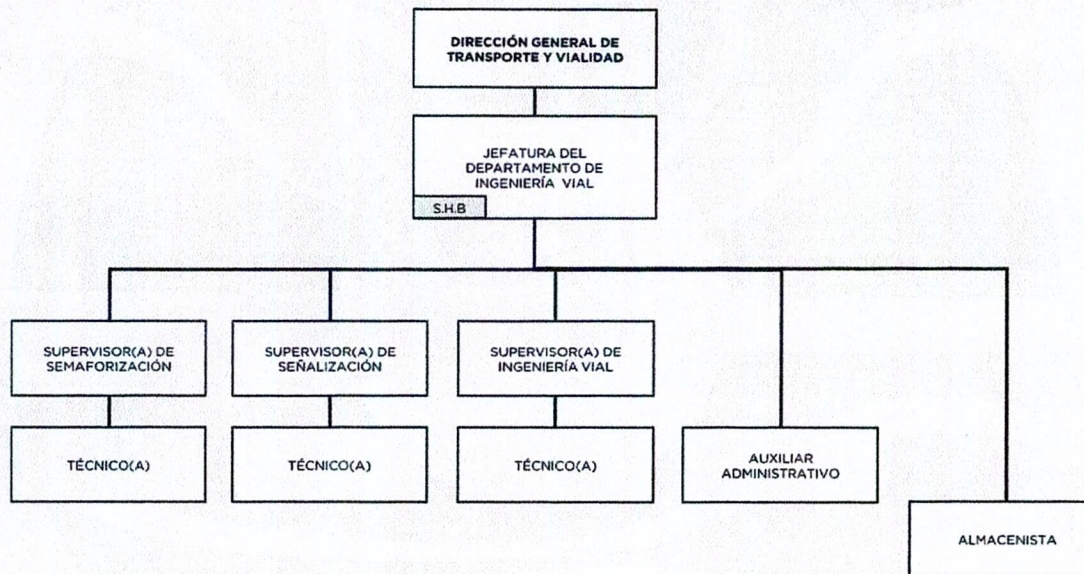 DIRECCIÓN GENERAL DE
TRANSPORTE Y VIALIDAD
JEFATURA DEL
DEPARTAMENTO DE
INGENIERÍA VIAL
S.H.B
SUPERVISOR(A) DE
SEMAFORIZACIÓN
SUPERVISOR(A) DE
SEÑALIZACIÓN
SUPERVISOR(A) DE
INGENIERÍA VIAL
TÉCNICO(A)
TÉCNICO(A)
TÉCNICO(A)
AUXILIAR
ADMINISTRATIVO
ALMACENISTA